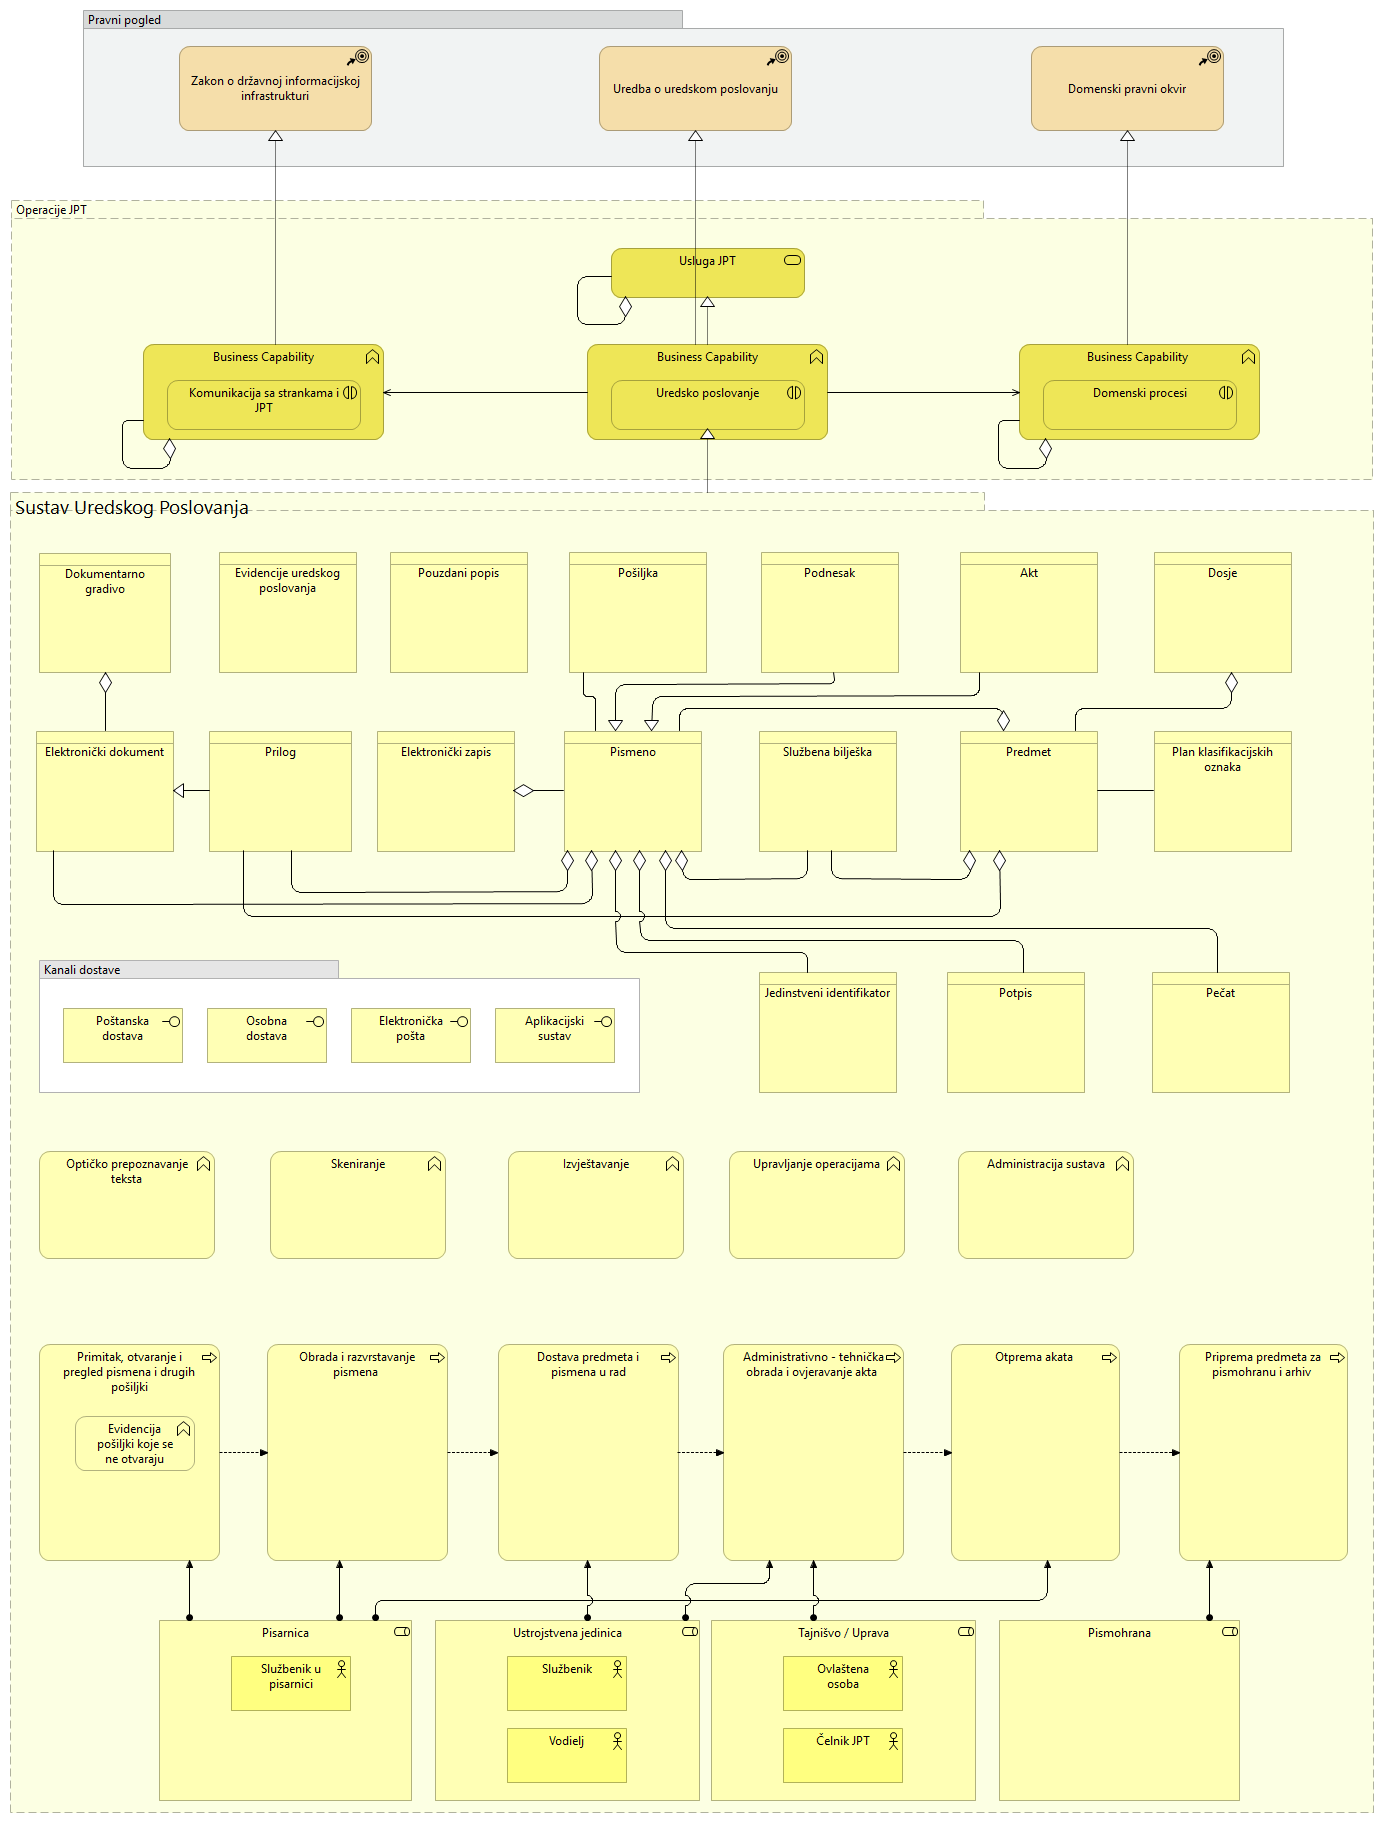 Pravni pogled
Zakon o državnoj informacijskoj
infrastrukturi
Uredba o uredskom poslovanju
Domenski pravni okvir
Operacije JPT
Usluga JPT
Business Capability
Komunikacija sa strankama i
JPT
Business Capability
Uredsko poslovanje
Business Capability
Domenski procesi
Sustav Uredskog Poslovanja
Dokumentarno
gradivo
Evidencije uredskog
poslovanja
Pouzdani popis
Pošiljka
Podnesak
Akt
Dosje
Elektronički dokument
Prilog
Elektronički zapis
Pismeno
Službena bilješka
Predmet
Plan klasifikacijskih
oznaka
Kanali dostave
Poštanska
dostava
Osobna
dostava
Elektronička
pošta
Aplikacijski
sustav
Jedinstveni identifikator
Potpis
Pečat
Optičko prepoznavanje
teksta
Skeniranje
Izvještavanje
Upravljanje operacijama
Administracija sustava
Primitak, otvaranje i
pregled pismena i drugih
pošiljki
Evidencija
pošiljki koje se
ne otvaraju
Obrada i razvrstavanje
pismena
Dostava predmeta i
pismena u rad
Administrativno - tehnička
obrada i ovjeravanje akta
Otprema akata
Priprema predmeta za
pismohranu i arhiv
Pisarnica
Službenik u
pisarnici
Ustrojstvena jedinica
Službenik
Vodielj
Tajnišvo / Uprava
Ovlaštena
osoba
Čelnik JPT
Pismohrana